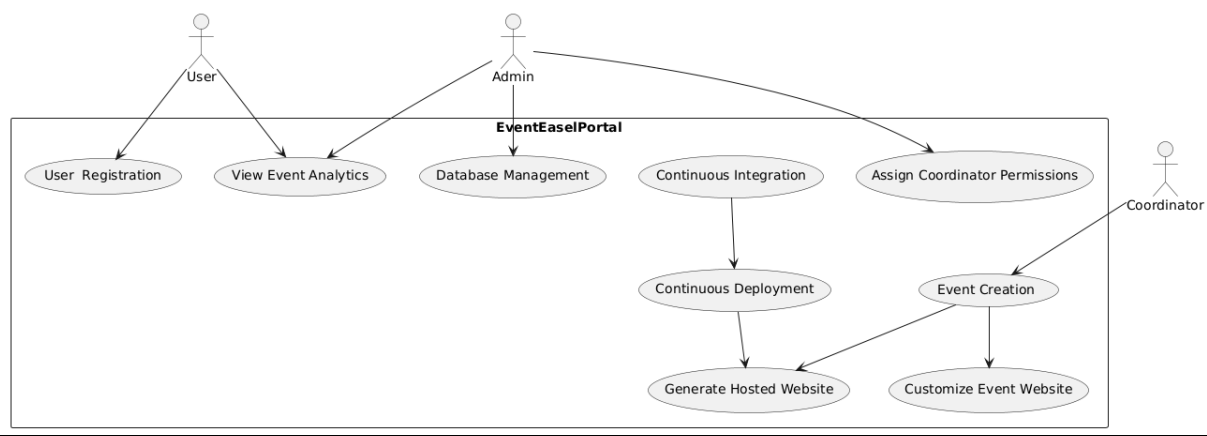 User
Admin
EventEaselPortal
User  Registration
View Event Analytics
Database Management
Continuous Integration
Assign Coordinator Permissions
Coordinator
Continuous Deployment
Event Creation
Generate Hosted Website
Customize Event Website